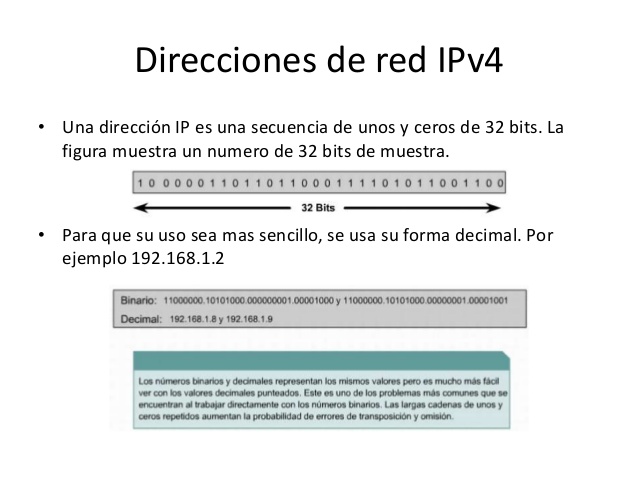 Direcciones de red IPv4
• Una dirección IP es una secuencia de unos y ceros de 32 bits. La
figura muestra un numero de 32 bits de muestra.
1 0 0 0 0 0 1 1 0 1 1 0 1 1 0 0 0 1 1 1 1 0 1 0 1 1 0 0 1 1 0 0
32 Bits
• Para que su uso sea mas sencillo, se usa su forma decimal. Por
ejemplo 192.168.1.2
Binario: 11000000.10101000.000000001.00001000 y 11000000.10101000.00000001.00001001
Decimal: 192.168.1.8 y 192.168.1.9
Los números binarios y decimales representan los mismos valores pero es mucho más fácil
ver con los valores decimales punteados. Este es uno de los problemas más comunes que se
encuentran al trabajar directamente con los números binarios. Las largas cadenas de unos y
ceros repetidos aumentan la probabilidad de errores de transposición y omisión.